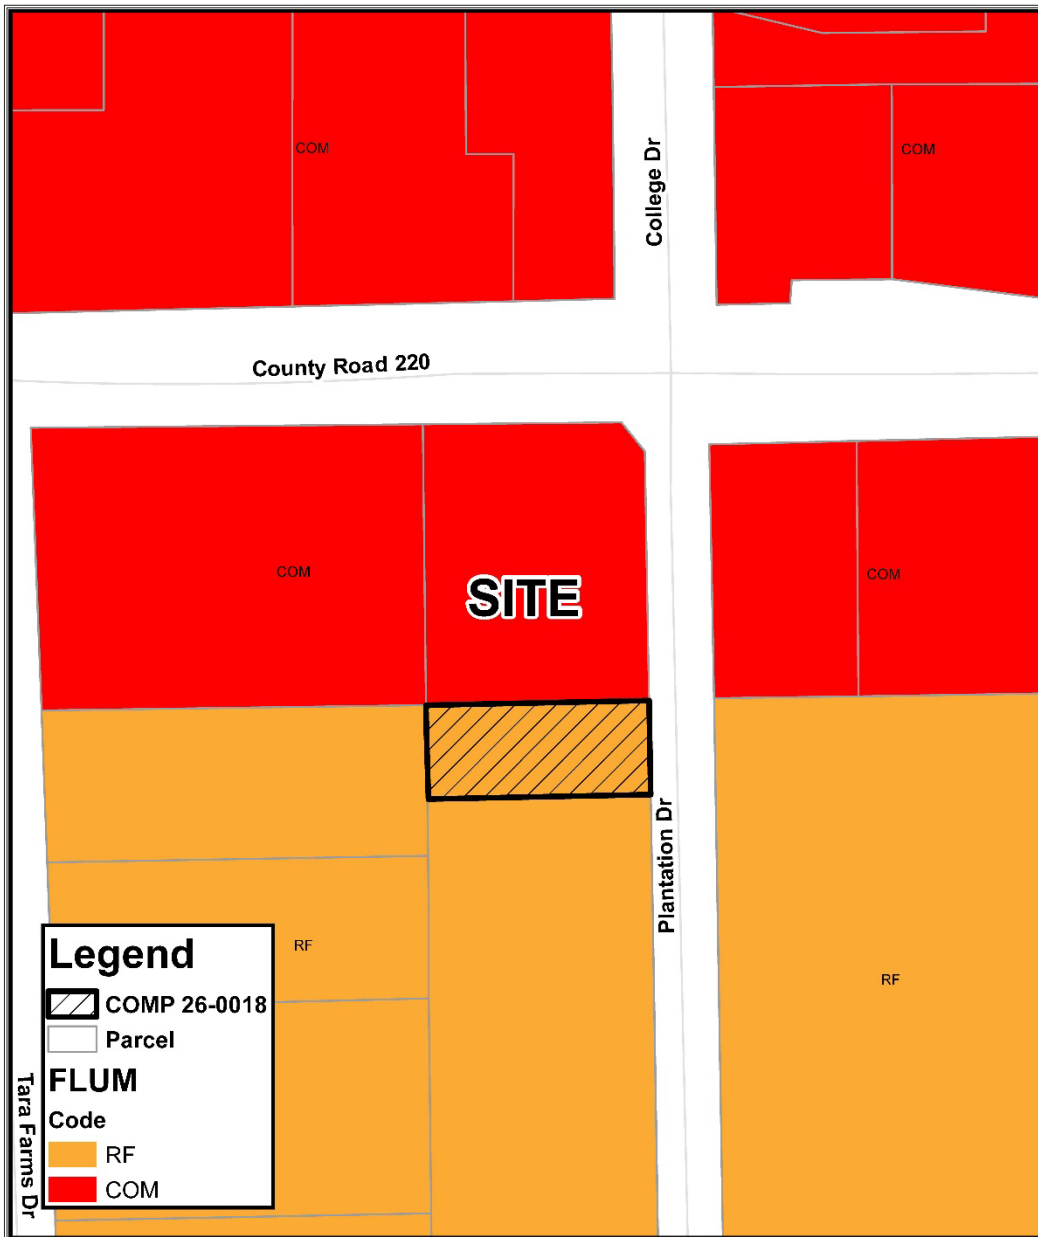 COM
COM
College Dr
County Road 220
COM
SITE
COM
Plantation Dr
RF
RF
Tara Farms Dr
Legend
COMP 26-0018
Parcel
FLUM
Code
RF
COM